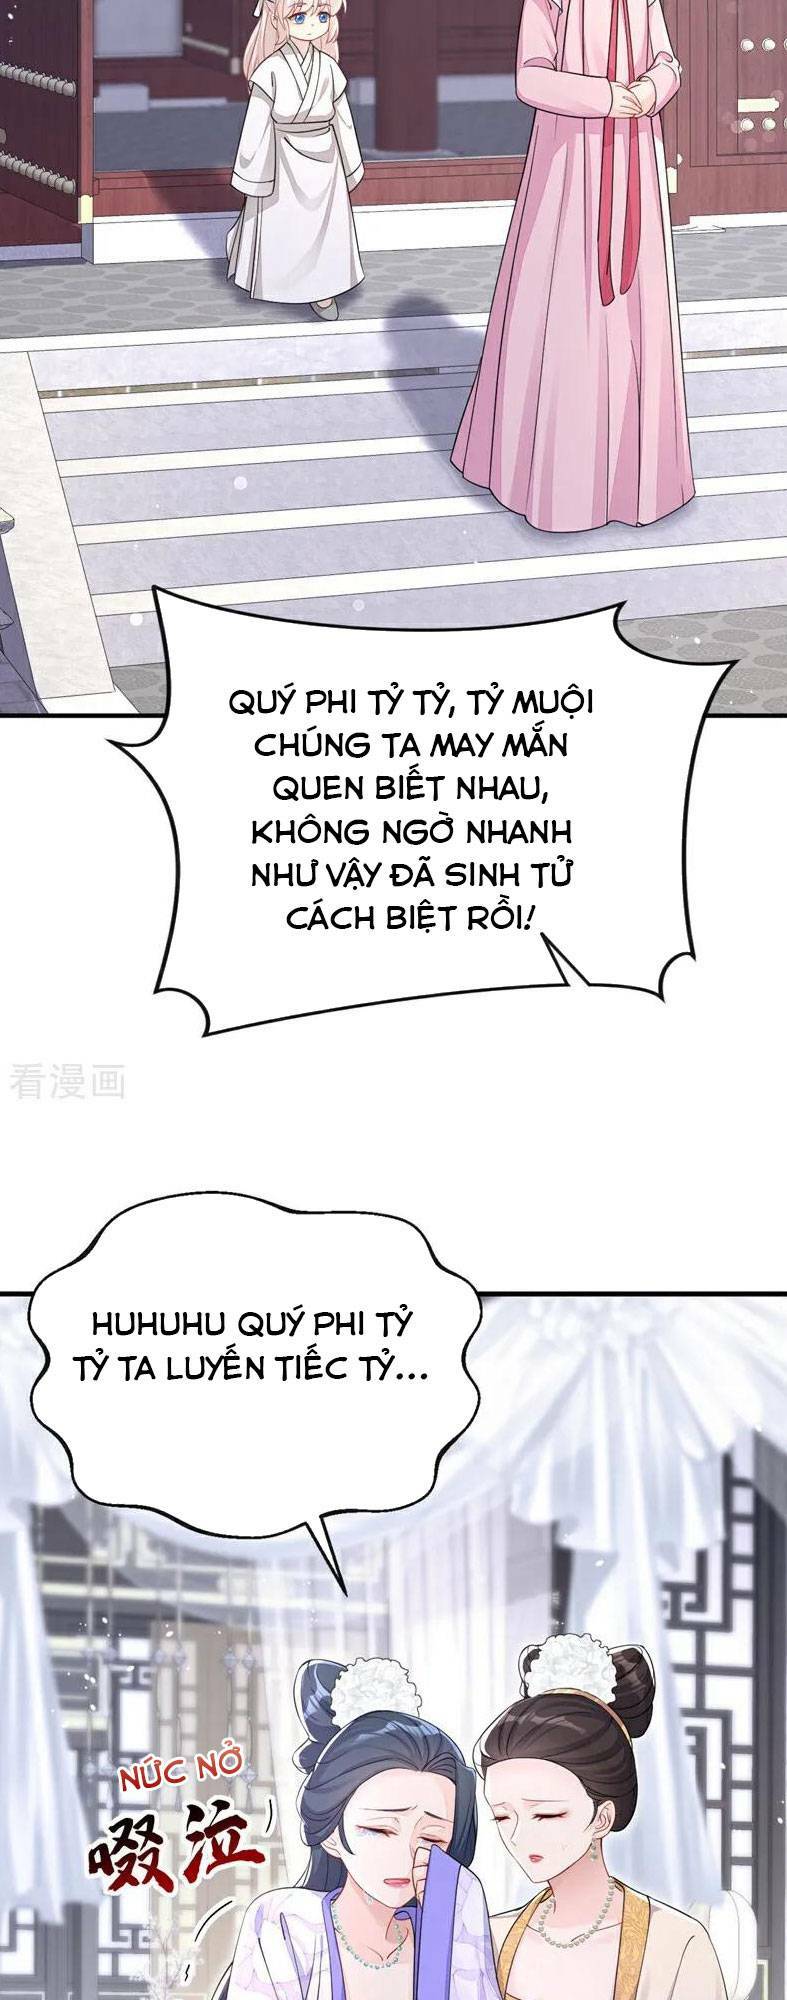 QUÝ PHI TỶ TỶ, TỶ MUỘI
CHÚNG TA MAY MẮN
QUEN BIẾT NHAU,
KHÔNG NGỜ NHANH
NHƯ VẬY ĐÃ SINH TỬ
CÁCH BIỆT RỒI!
看漫画
HUHUHU QUÝ PHI TỶ
TỶ TA LUYẾN TIẾC TỶ...
NỨC NỞ
啜泣